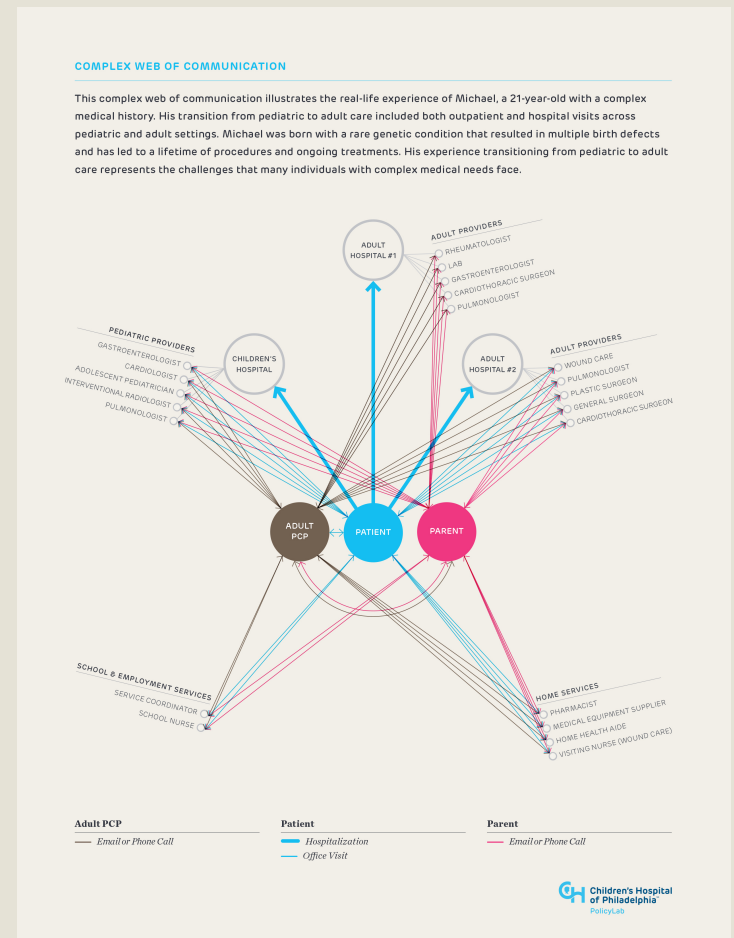 COMPLEX WEB OF COMMUNICATION
This complex web of communication illustrates the real-life experience of Michael, a 21-year-old with a complex
medical history. His transition from pediatric to adult care included both outpatient and hospital visits across
pediatric and adult settings. Michael was born with a rare genetic condition that resulted in multiple birth defects
and has led to a lifetime of procedures and ongoing treatments. His experience transitioning from pediatric to adult
care represents the challenges that many individuals with complex medical needs face.
ADULT
HOSPITAL #1
ADULT PROVIDERS
RHEUMATOLOGIST
LAB
GASTROENTEROLOGIST
CARDIOTHORACIC SURGEON
PULMONOLOGIST
PEDIATRIC PROVIDERS
GASTROENTEROLOGIST
CARDIOLOGIST
ADOLESCENT PEDIATRICIAN
INTERVENTIONAL RADIOLOGIST
PULMONOLOGIST
CHILDREN'S
HOSPITAL
ADULT
HOSPITAL #2
ADULT PROVIDERS
WOUND CARE
PULMONOLOGIST
PLASTIC SURGEON
GENERAL SURGEON
CARDIOTHORACIC SURGEON
ADULT
PCP
PATIENT
PARENT
SCHOOL & EMPLOYMENT SERVICES
SERVICE COORDINATOR
SCHOOL NURSE
HOME SERVICES
PHARMACIST
MEDICAL EQUIPMENT SUPPLIER
HOME HEALTH AIDE
VISITING NURSE (WOUND CARE)
Adult PCP
Email or Phone Call
Patient
Hospitalization
Office Visit
Parent
Email or Phone Call
CH Children's Hospital
of Philadelphia™
PolicyLab